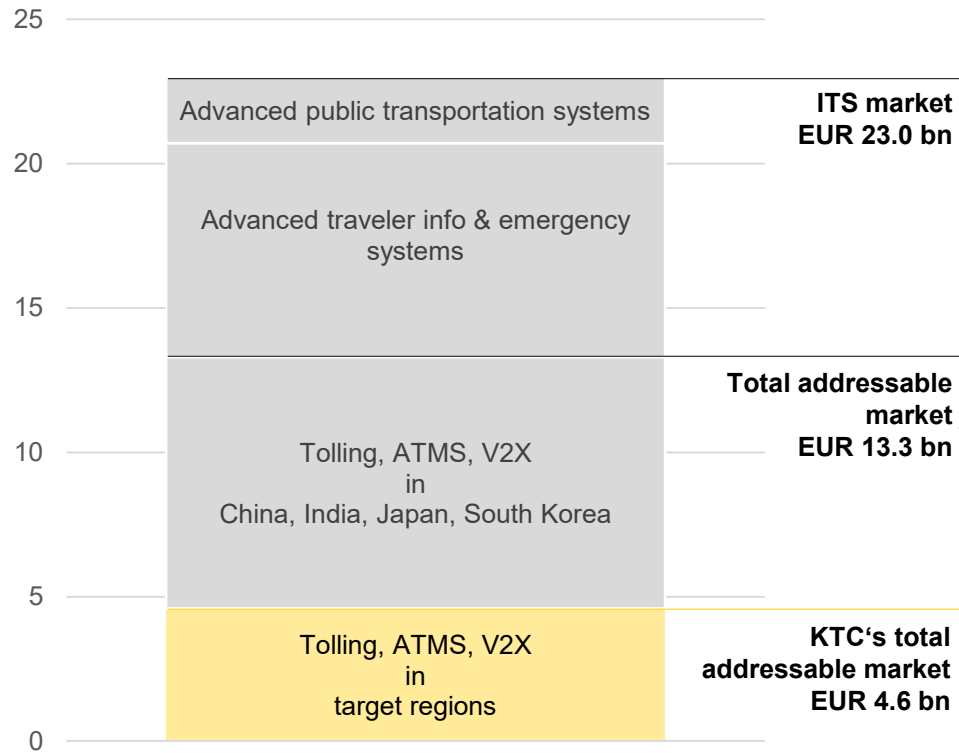 25
Advanced public transportation systems
ITS market
EUR 23.0 bn
20
Advanced traveler info & emergency
systems
15
Total addressable
market
EUR 13.3 bn
10
Tolling, ATMS, V2X
in
China, India, Japan, South Korea
5
Tolling, ATMS, V2X
in
target regions
KTC‘s total
addressable market
EUR 4.6 bn
0